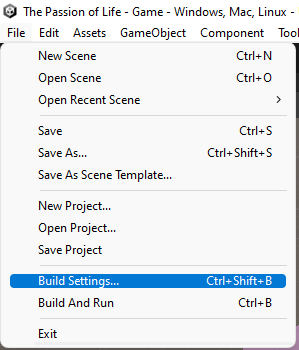 The Passion of Life - Game - Windows, Mac, Linux -
File Edit Assets GameObject Component
New Scene Ctrl+N
Open Scene Ctrl+O
Open Recent Scene
Save Ctrl+S
Save As... Ctrl+Shift+S
Save As Scene Template...
New Project...
Open Project...
Save Project
Build Settings... Ctrl+Shift+B
Build And Run Ctrl+B
Exit